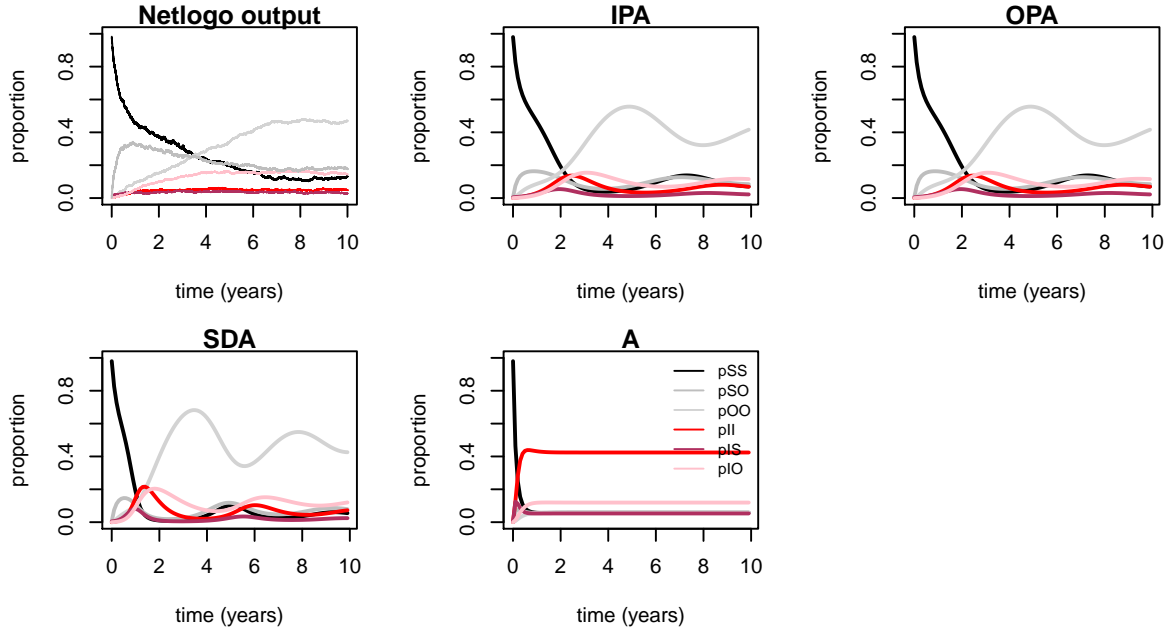 Netlogo output
proportion
0.0 0.4 0.8
0 2 4 6 8 10
time (years)
IPA
proportion
0.0 0.4 0.8
0 2 4 6 8 10
time (years)
OPA
proportion
0.0 0.4 0.8
0 2 4 6 8 10
time (years)
SDA
proportion
0.0 0.4 0.8
0 2 4 6 8 10
time (years)
A
proportion
0.0 0.4 0.8
pSS
pSO
pOO
pII
pIS
pIO
0 2 4 6 8 10
time (years)